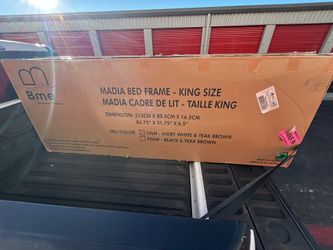 Bme
MADIA BED FRAME - KING SIZE
MADIA CADRE DE LIT - TAILLE KING
DIMENSION: 215CM X 80.5CM X 16.5CM
84.75" X 31.75" X 6.5"
SKU/COLOR:
IVORY WHITE & TEAK BROWN
BLACK & TEAK BROWN